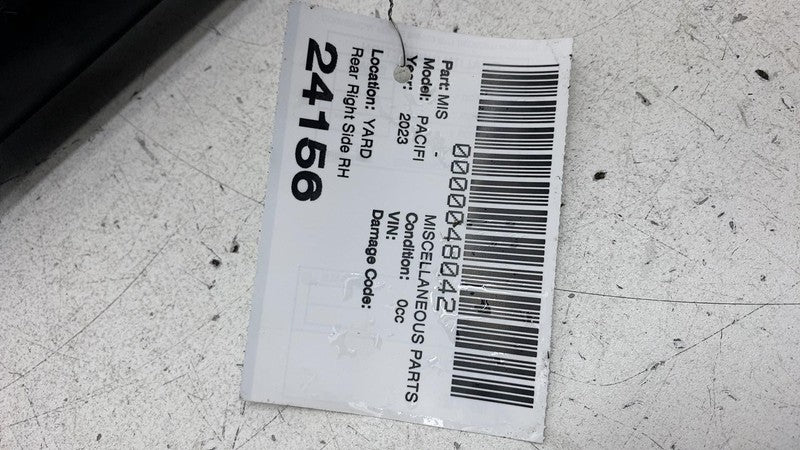 0000048042
Part: MIS - MISCELLANEOUS PARTS
Model: PACIFI Condition: 0cc
Year: 2023 VIN:
Location: YARD Damage Code:
Rear Right Side RH
24156